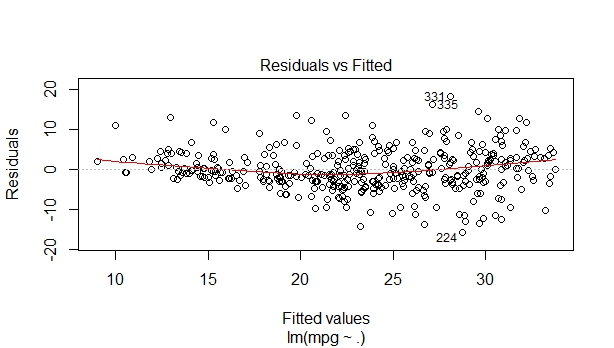 Residuals vs Fitted
Residuals
20
10
0
-10
-20
331
335
224
10 15 20 25 30
Fitted values
lm(mpg ~ .)